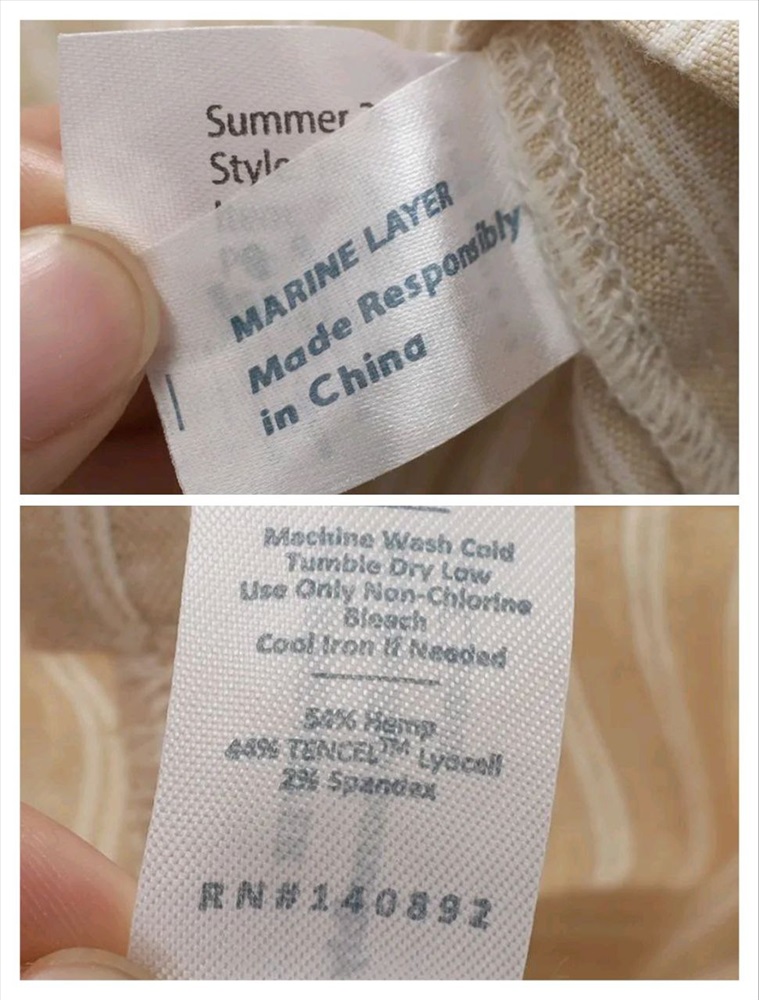 Summer
Style
MARINE LAYER
Made Responsibly
in China
Machine Wash Cold
Tumble Dry Low
Use Only Non-Chlorine
Bleach
Cool Iron If Needed
54% Hemp
44% TENCEL™ Lyocell
2% Spandex
RN#140892